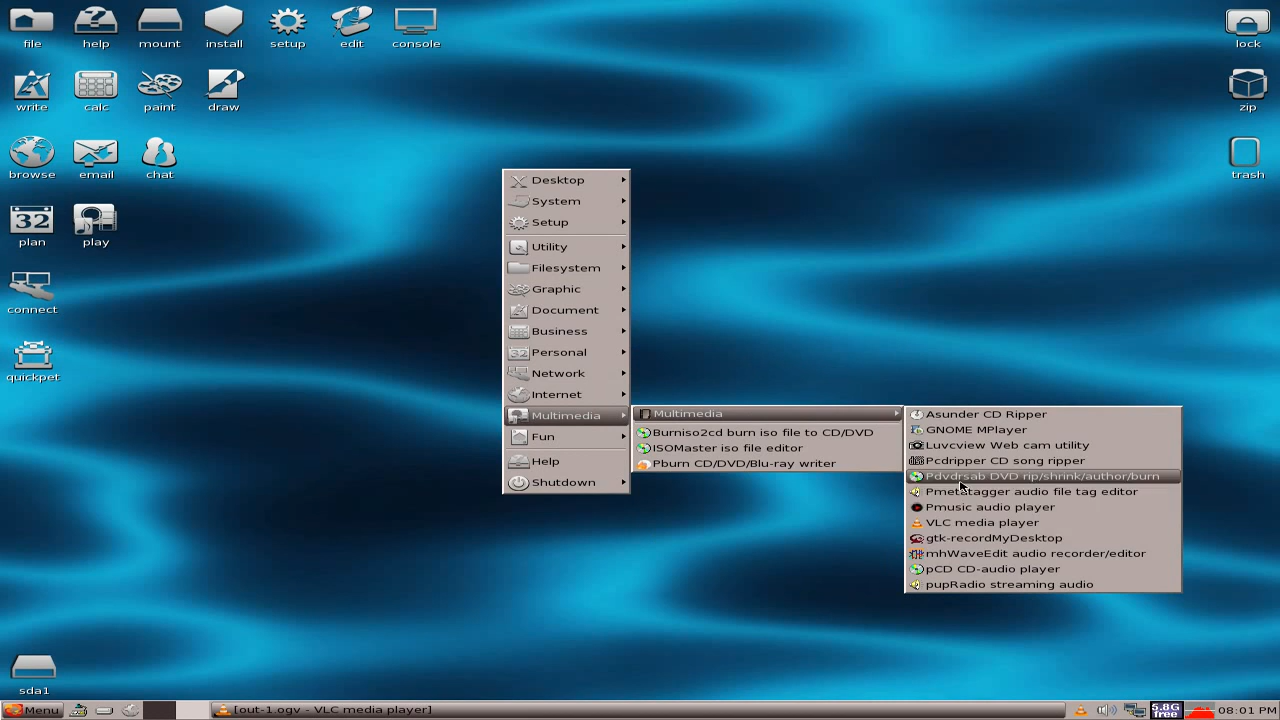 file help mount install setup edit console lock
write calc paint draw zip
browse email chat trash
32
plan play
connect
quickpet
sda1
Desktop
System
Setup
Utility
Filesystem
Graphic
Document
Business
32 Personal
Network
Internet
Multimedia
Fun
Help
Shutdown
Multimedia
Burniso2cd burn iso file to CD/DVD
ISOMaster iso file editor
Pburn CD/DVD/Blu-ray writer
Asunder CD Ripper
GNOME MPlayer
Luvcview Web cam utility
Pcdripper CD song ripper
Pdvdrsab DVD rip/shrink/author/burn
Pmetatagger audio file tag editor
Pmusic audio player
VLC media player
gtk-recordMyDesktop
mhWaveEdit audio recorder/editor
pCD CD-audio player
pupRadio streaming audio
Menu [out-1.ogv - VLC media player] 5.8G free 08:01 PM